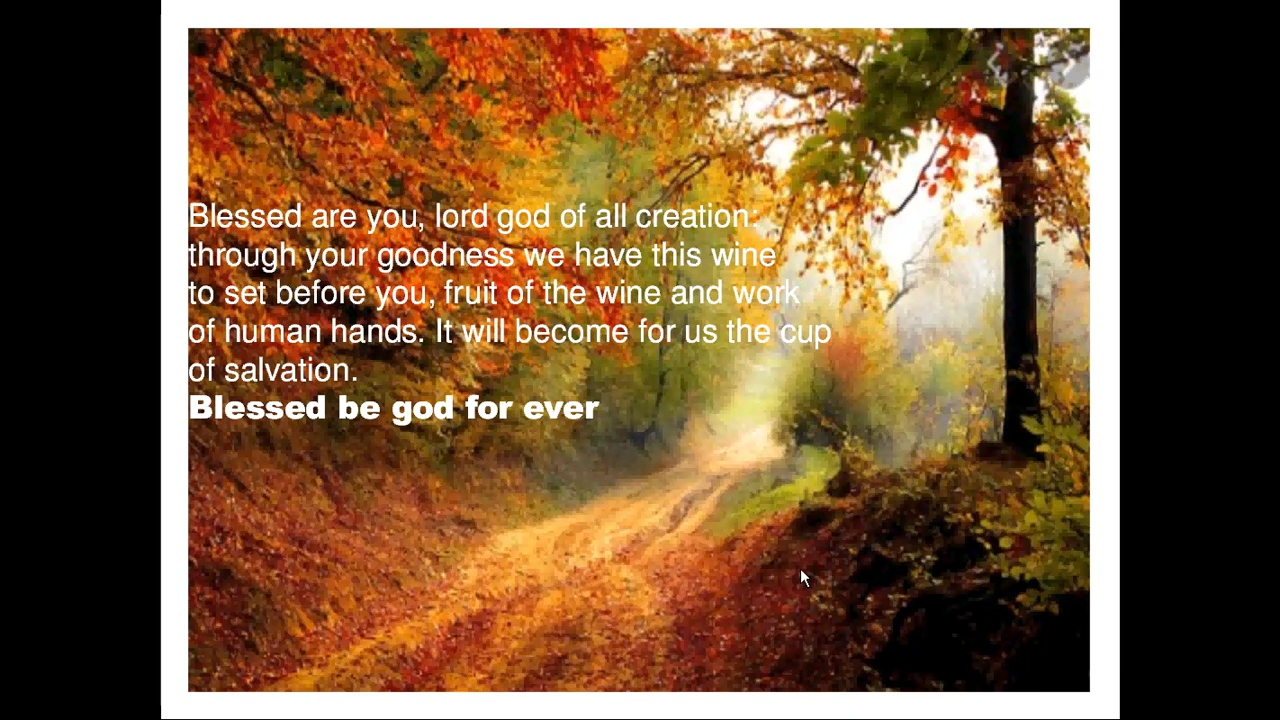 Blessed are you, lord god of all creation:
through your goodness we have this wine
to set before you, fruit of the wine and work
of human hands. It will become for us the cup
of salvation.
Blessed be god for ever